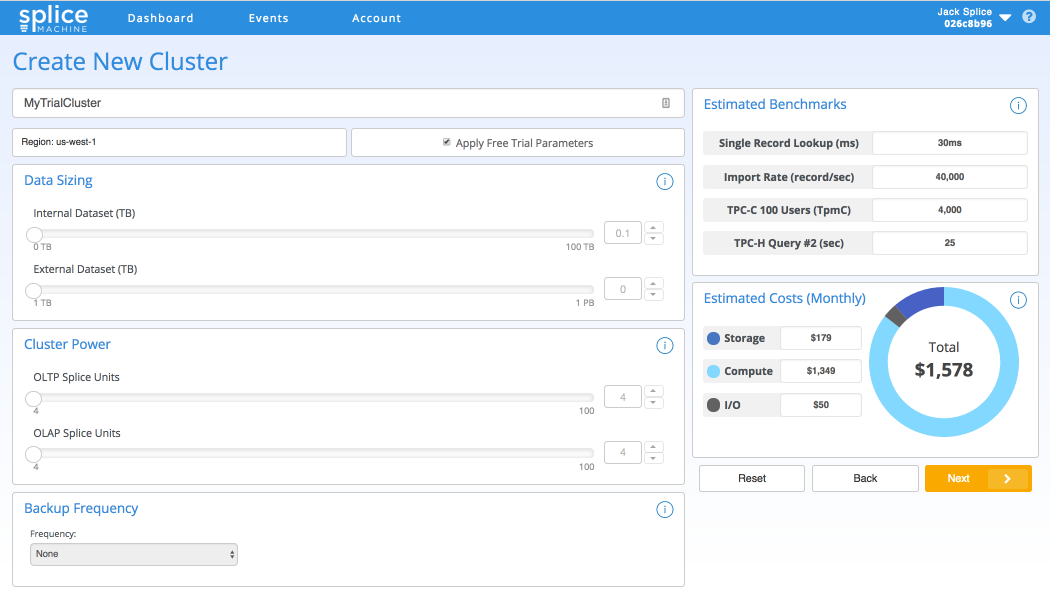 splice
MACHINE
Dashboard
Events
Account
Jack Splice
026c8b96
?
Create New Cluster
MyTrialCluster
Region: us-west-1
Apply Free Trial Parameters
Data Sizing
i
Internal Dataset (TB)
0 TB
100 TB
0.1
External Dataset (TB)
1 TB
1 PB
0
Cluster Power
i
OLTP Splice Units
4
100
4
OLAP Splice Units
4
100
4
Backup Frequency
i
Frequency:
None
Estimated Benchmarks
i
Single Record Lookup (ms) 30ms
Import Rate (record/sec) 40,000
TPC-C 100 Users (TpmC) 4,000
TPC-H Query #2 (sec) 25
Estimated Costs (Monthly)
i
Storage $179
Compute $1,349
I/O $50
Total
$1,578
Reset
Back
Next